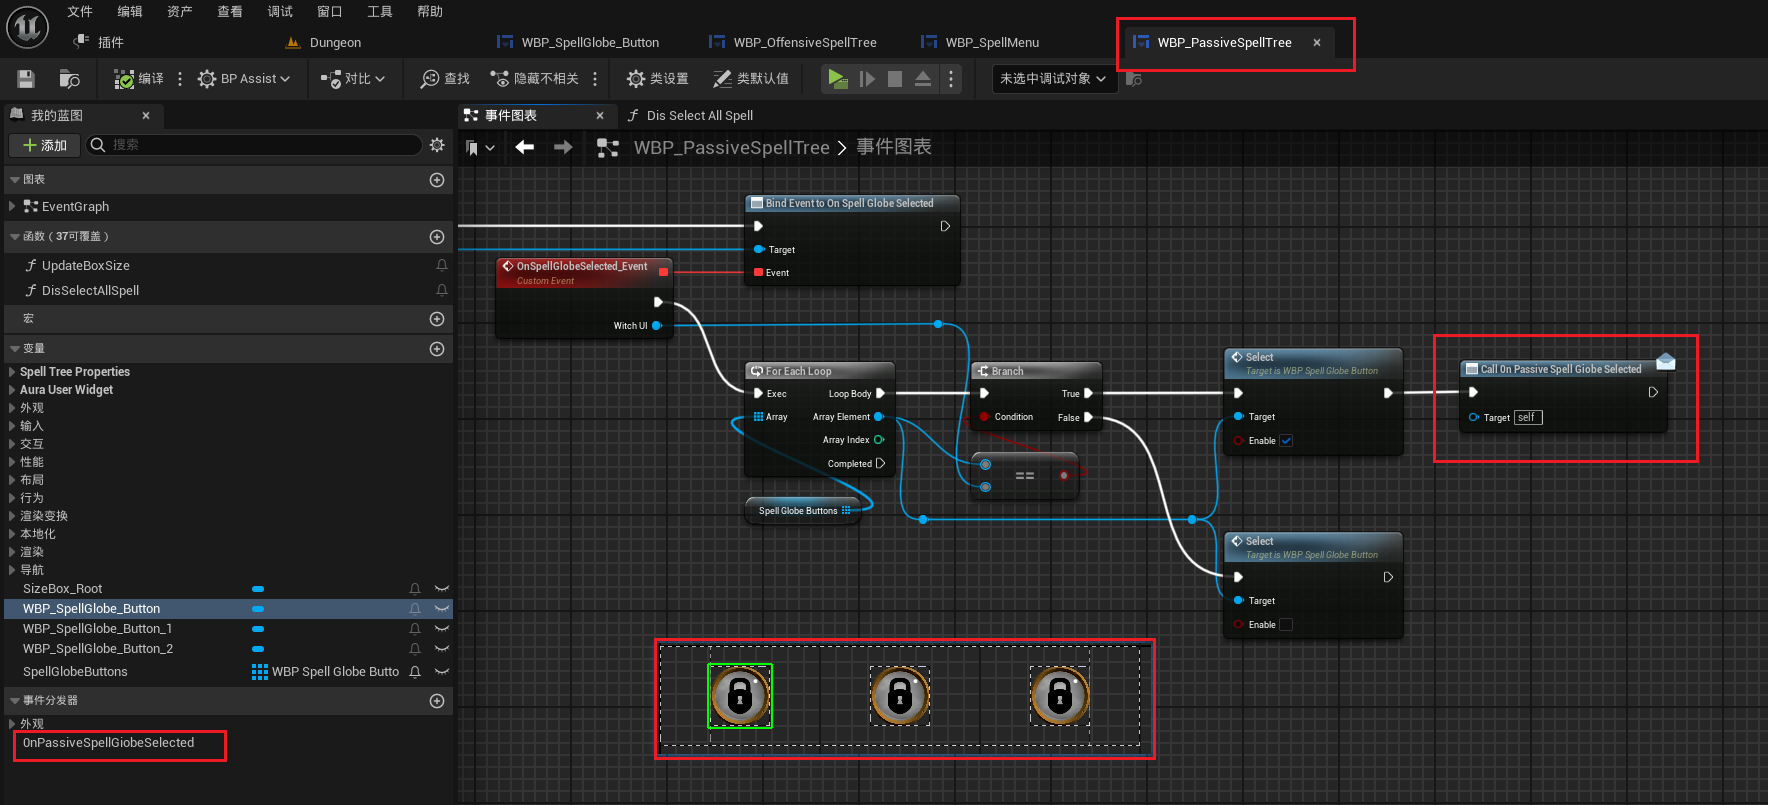 文件 编辑 资产 查看 调试 窗口 工具 帮助
插件 Dungeon WBP_SpellGlobe_Button WBP_OffensiveSpellTree WBP_SpellMenu WBP_PassiveSpellTree
编译 BP Assist 对比 查找 隐藏不相关 类设置 类默认值 未选中调试对象
我的蓝图
添加 搜索
图表
EventGraph
函数（37可覆盖）
UpdateBoxSize
DisSelectAllSpell
宏
变量
Spell Tree Properties
Aura User Widget
外观
输入
交互
性能
布局
行为
渲染变换
本地化
渲染
导航
SizeBox_Root
WBP_SpellGlobe_Button
WBP_SpellGlobe_Button_1
WBP_SpellGlobe_Button_2
SpellGlobeButtons WBP Spell Globe Butto
事件分发器
外观
0nPassiveSpellGiobeSelected
事件图表 Dis Select All Spell
WBP_PassiveSpellTree 事件图表
Bind Event to On Spell Globe Selected
Target
Event
OnSpellGlobeSelected_Event
Custom Event
Witch UI
For Each Loop
Exec Loop Body
Array Array Element
Array Index
Completed
Spell Globe Buttons
Branch
True
Condition False
==
Select
Target is WBP Spell Globe Button
Target
Enable
Call 0n Passive Spell Giobe Selected
Target self
Select
Target is WBP Spell Globe Button
Target
Enable